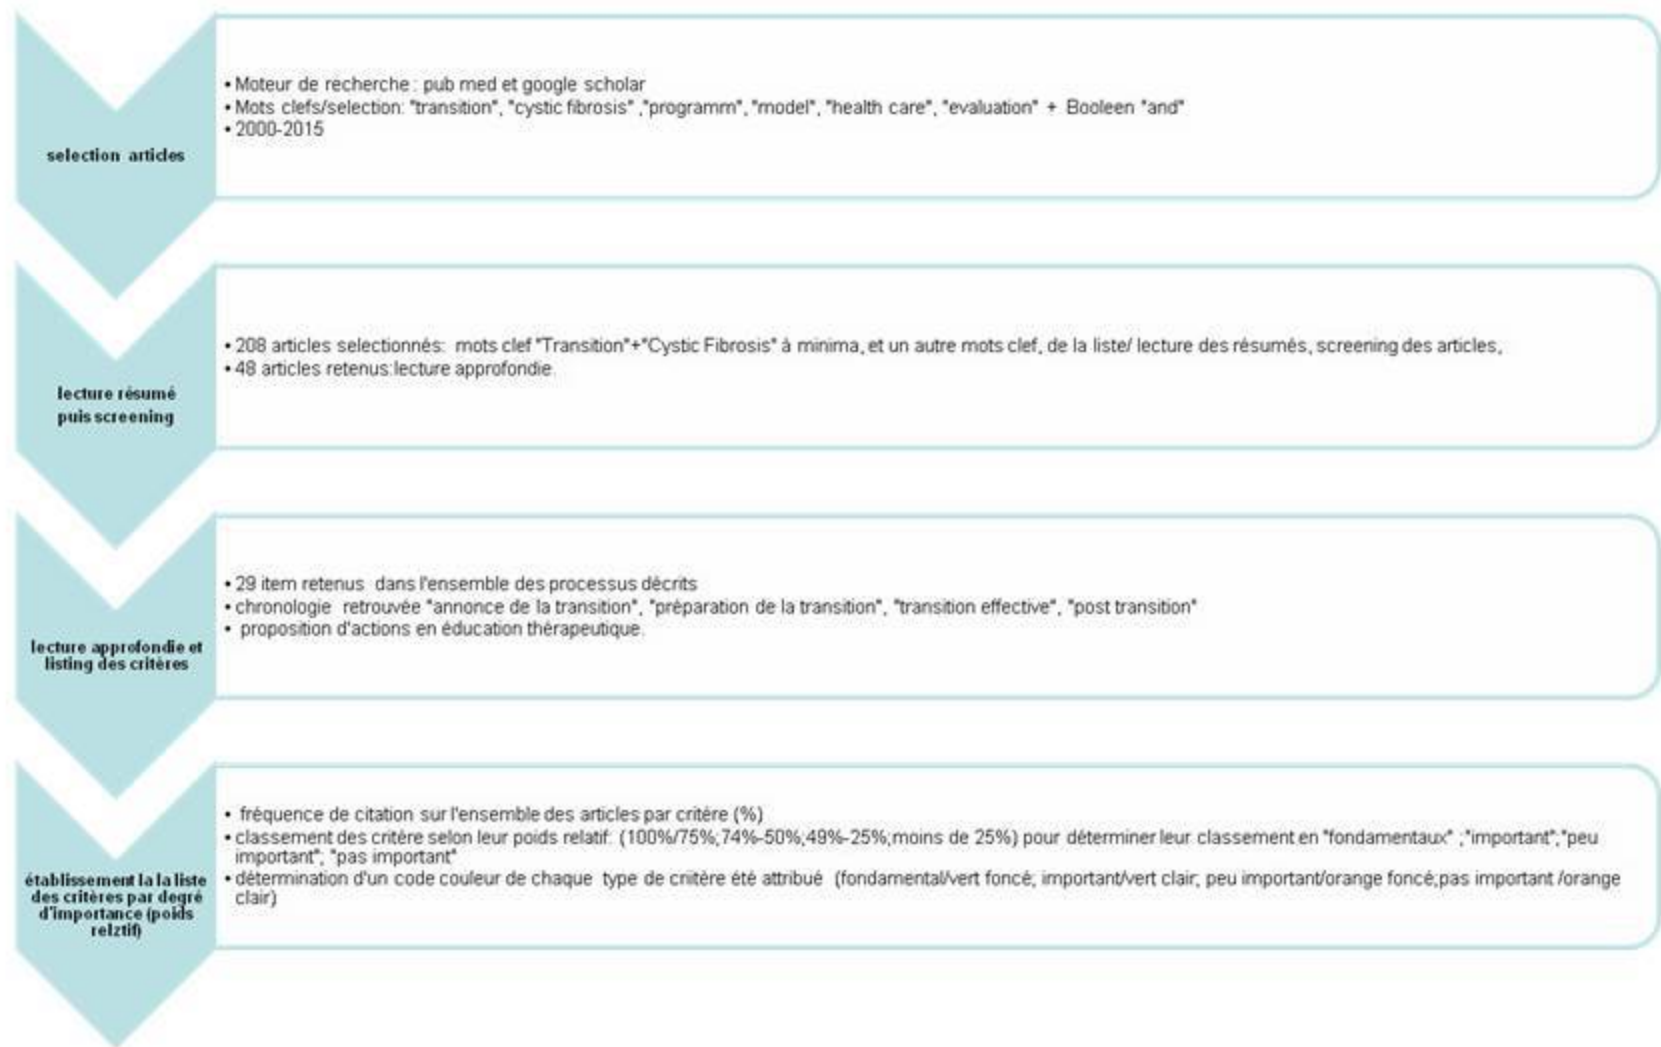 selection articles
• Moteur de recherche : pub med et google scholar
• Mots clefs/selection: "transition", "cystic fibrosis" ,"programm", "model", "health care", "evaluation" + Booleen "and"
• 2000-2015
lecture résumé
puis screening
• 208 articles selectionnés: mots clef "Transition"+"Cystic Fibrosis" à minima, et un autre mots clef, de la liste/ lecture des résumés, screening des articles,
• 48 articles retenus:lecture approfondie.
lecture approfondie et
listing des critères
• 29 item retenus dans l'ensemble des processus décrits
• chronologie retrouvée "annonce de la transition", "préparation de la transition", "transition effective", "post transition"
• proposition d'actions en éducation thérapeutique.
établissement la la liste
des critères par degré
d'importance (poids
relztif)
• fréquence de citation sur l'ensemble des articles par critère (%)
• classement des critère selon leur poids relatif: (100%/75%;74%-50%;49%-25%;moins de 25%) pour déterminer leur classement en "fondamentaux" ;"important";"peu
important", "pas important"
• détermination d'un code couleur de chaque type de criitère été attribué (fondamental/vert foncé; important/vert clair; peu important/orange foncé,pas important /orange
clair)